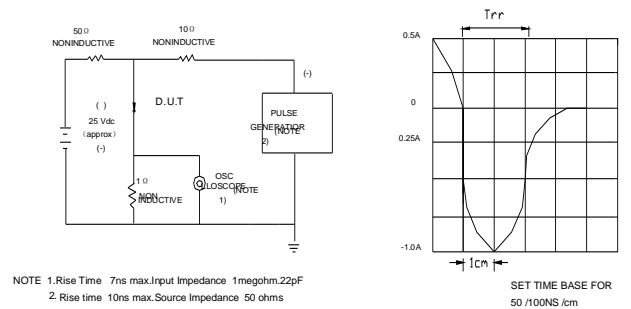 50Ω
NONINDUCTIVE
10Ω
NONINDUCTIVE
( )
25 Vdc
(approx)
(-)
D.U.T
(-)
PULSE
GENERATIOR
(NOTE
2)
1Ω
NON
INDUCTIVE
OSC
ILLOSCOPE
(NOTE
1)
NOTE 1.Rise Time 7ns max.Input Impedance 1megohm.22pF
2. Rise time 10ns max.Source Impedance 50 ohms
Trr
0.5A
0
0.25A
-1.0A
1cm
SET TIME BASE FOR
50 /100NS /cm